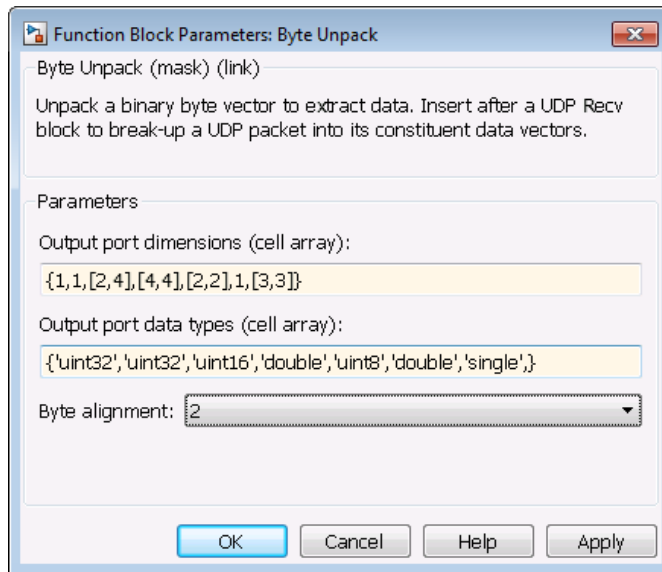 Function Block Parameters: Byte Unpack
Byte Unpack (mask) (link)
Unpack a binary byte vector to extract data. Insert after a UDP Recv
block to break-up a UDP packet into its constituent data vectors.
Parameters
Output port dimensions (cell array):
{1,1,[2,4],[4,4],[2,2],1,[3,3]}
Output port data types (cell array):
{'uint32','uint32','uint16','double','uint8','double','single',}
Byte alignment: 2
OK Cancel Help Apply